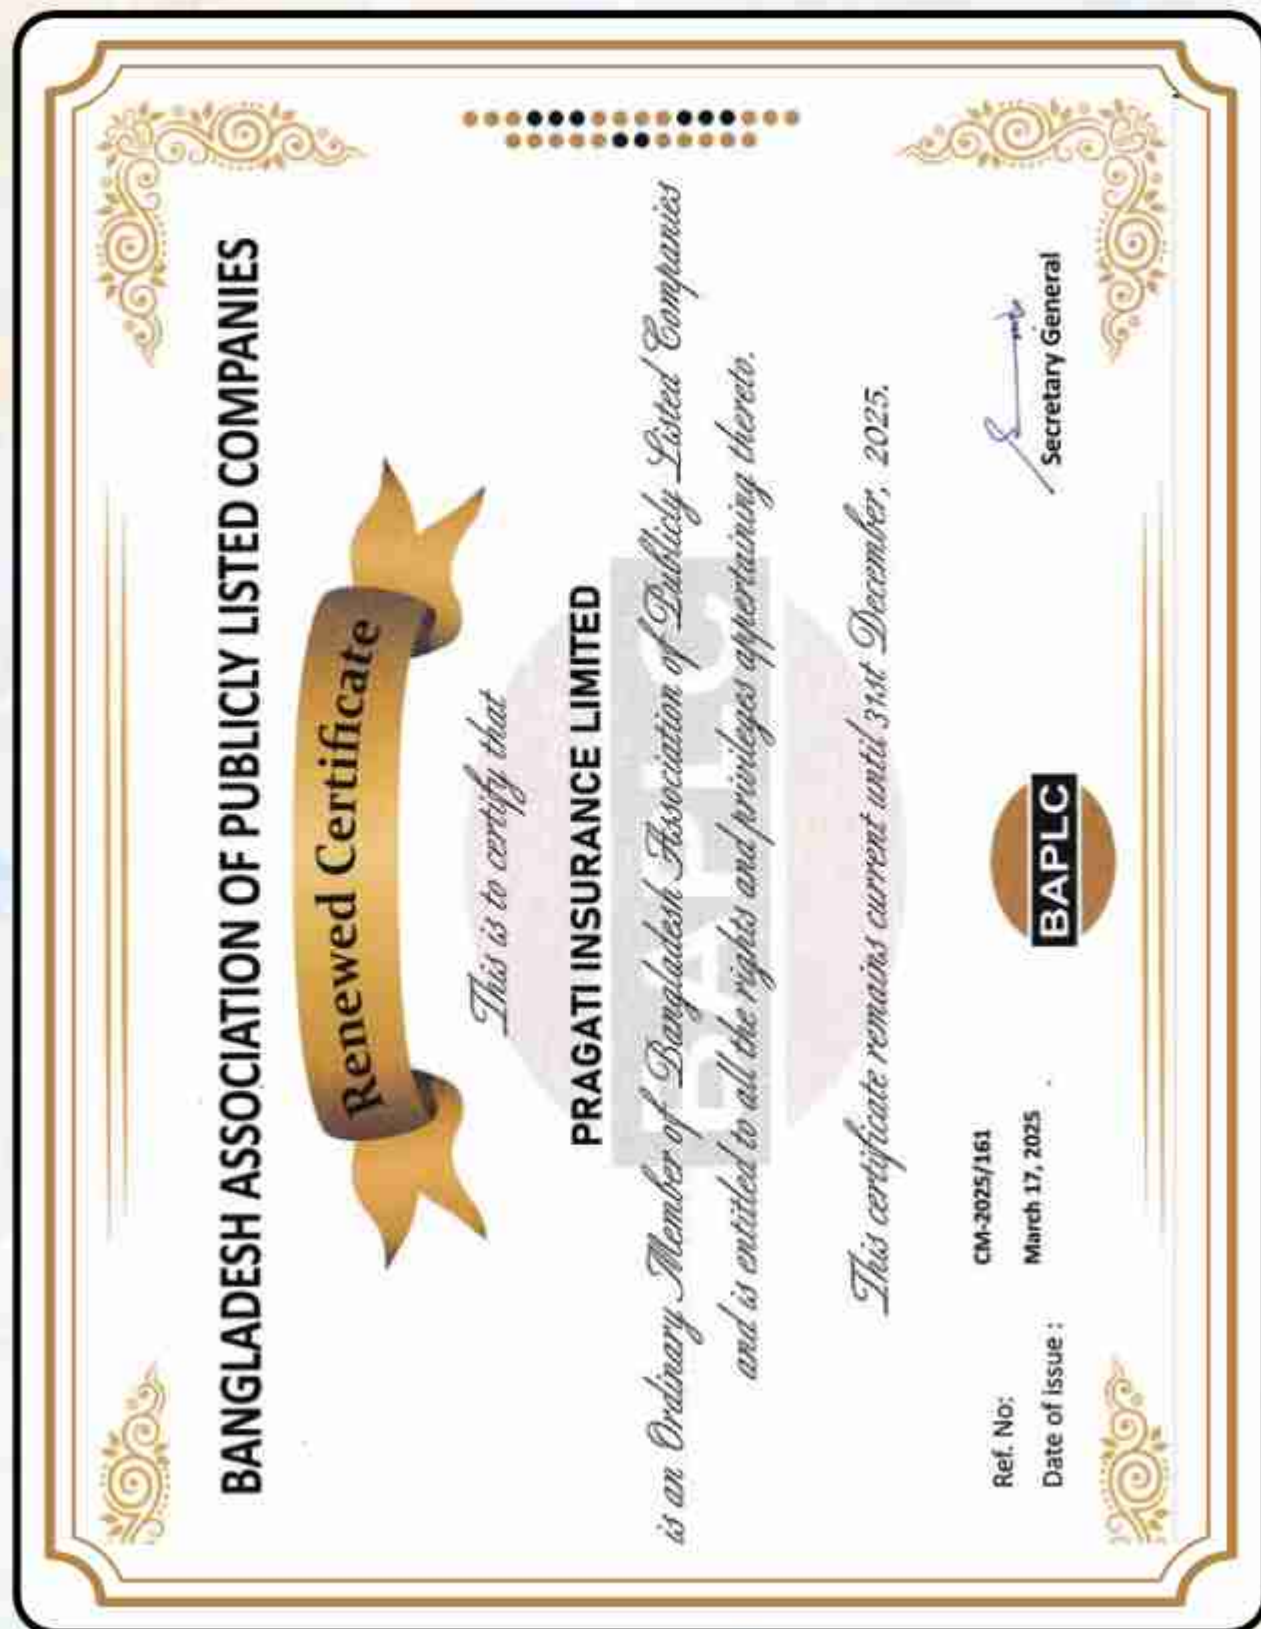 BANGLADESH ASSOCIATION OF PUBLICLY LISTED COMPANIES
Renewed Certificate
This is to certify that
PRAGATI INSURANCE LIMITED
is an Ordinary Member of Bangladesh Association of Publicly Listed Companies
and is entitled to all the rights and privileges appertaining thereto.
This certificate remains current until 31st December, 2025.
Ref. No: CM-2025/161
Date of issue : March 17, 2025
BAPLC
Secretary General
BAPLC